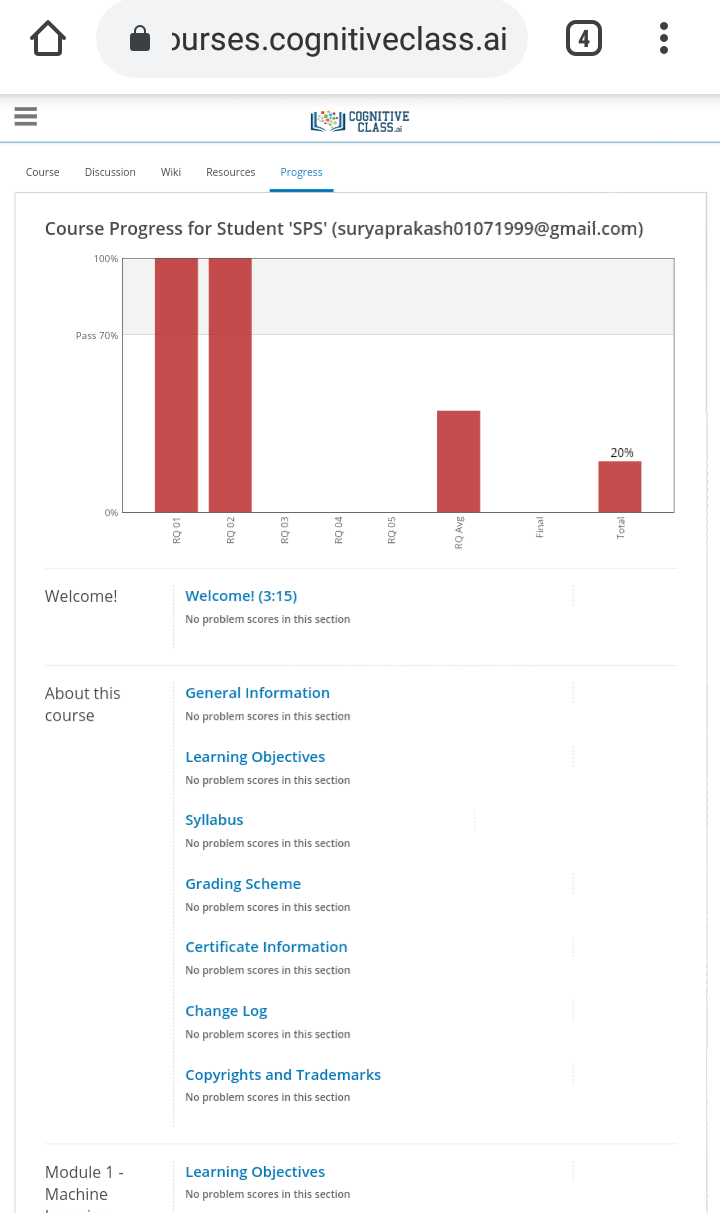 ourses.cognitiveclass.ai
4
COGNITIVE
CLASS.ai
Course Discussion Wiki Resources Progress
Course Progress for Student 'SPS' (suryaprakash01071999@gmail.com)
100%
Pass 70%
20%
0%
RQ 01 RQ 02 RQ 03 RQ 04 RQ 05 RQ Avg Final Total
Welcome!
Welcome! (3:15)
No problem scores in this section
About this
course
General Information
No problem scores in this section
Learning Objectives
No problem scores in this section
Syllabus
No problem scores in this section
Grading Scheme
No problem scores in this section
Certificate Information
No problem scores in this section
Change Log
No problem scores in this section
Copyrights and Trademarks
No problem scores in this section
Module 1 -
Machine
Learning Objectives
No problem scores in this section